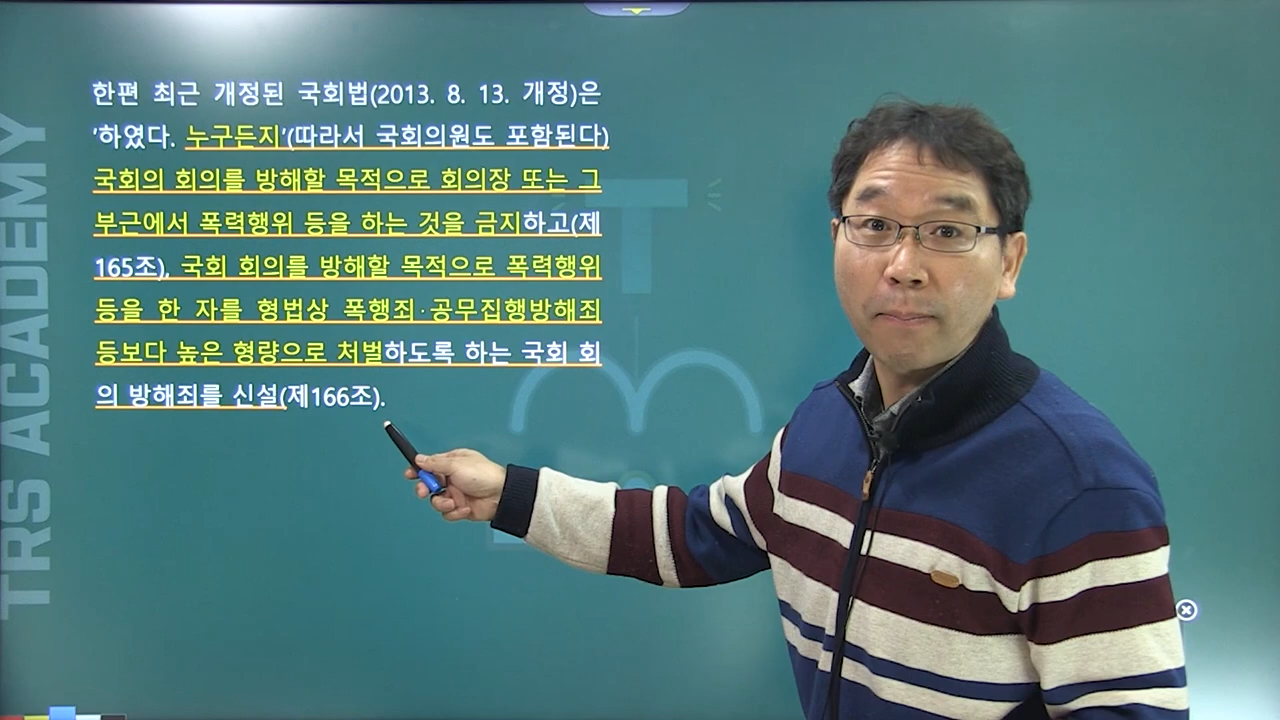 한편 최근 개정된 국회법(2013. 8. 13. 개정)은
'하였다. 누구든지'(따라서 국회의원도 포함된다)
국회의 회의를 방해할 목적으로 회의장 또는 그
부근에서 폭력행위 등을 하는 것을 금지하고(제
165조), 국회 회의를 방해할 목적으로 폭력행위
등을 한 자를 형법상 폭행죄·공무집행방해죄
등보다 높은 형량으로 처벌하도록 하는 국회 회
의 방해죄를 신설(제166조).
TRS ACADEMY